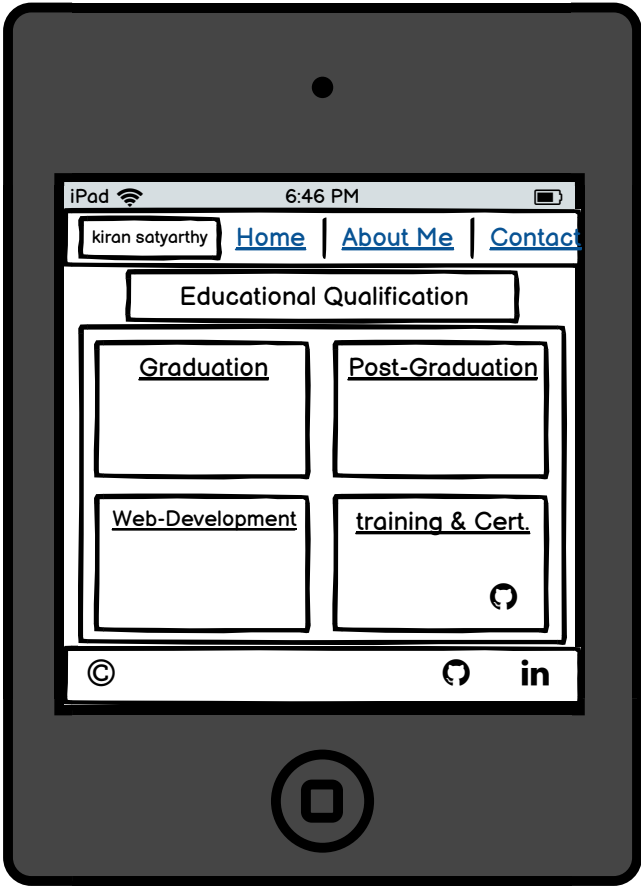 iPad 6:46 PM
kiran satyarthy Home About Me Contact
Educational Qualification
Graduation Post-Graduation
Web-Development training & Cert.
© in